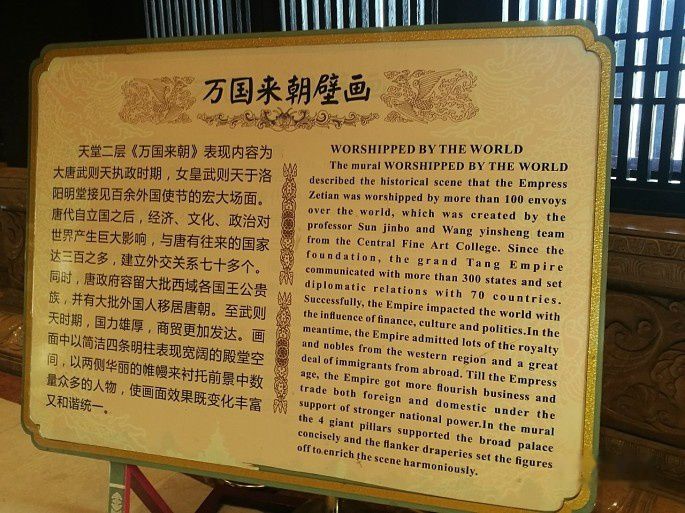 万国来朝壁画
天堂二层《万国来朝》表现内容为
大唐武则天执政时期，女皇武则天于洛
阳明堂接见百余外国使节的宏大场面。
唐代自立国之后，经济、文化、政治对
世界产生巨大影响，与唐有往来的国家
达三百之多，建立外交关系七十多个。
同时，唐政府容留大批西域各国王公贵
族，并有大批外国人移居唐朝。至武则
天时期，国力雄厚，商贸更加发达。画
面中以简洁四条明柱表现宽阔的殿堂空
间，以两侧华丽的帷幔来衬托前景中数
量众多的人物，使画面效果既变化丰富
又和谐统一。
WORSHIPPED BY THE WORLD
The mural WORSHIPPED BY THE WORLD
described the historical scene that the Empress
Zetian was worshipped by more than 100 envoys
over the world, which was created by the
professor Sun jinbo and Wang yinsheng team
from the Central Fine Art College. Since the
foundation, the grand Tang Empire
communicated with more than 300 states and set
diplomatic relations with 70 countries.
Successfully, the Empire impacted the world with
the influence of finance, culture and politics.In the
meantime, the Empire admitted lots of the royalty
and nobles from the western region and a great
deal of immigrants from abroad. Till the Empress
age, the Empire got more flourish business and
trade both foreign and domestic under the
support of stronger national power.In the mural
the 4 giant pillars supported the broad palace
concisely and the flanker draperies set the figures
off to enrich the scene harmoniously.